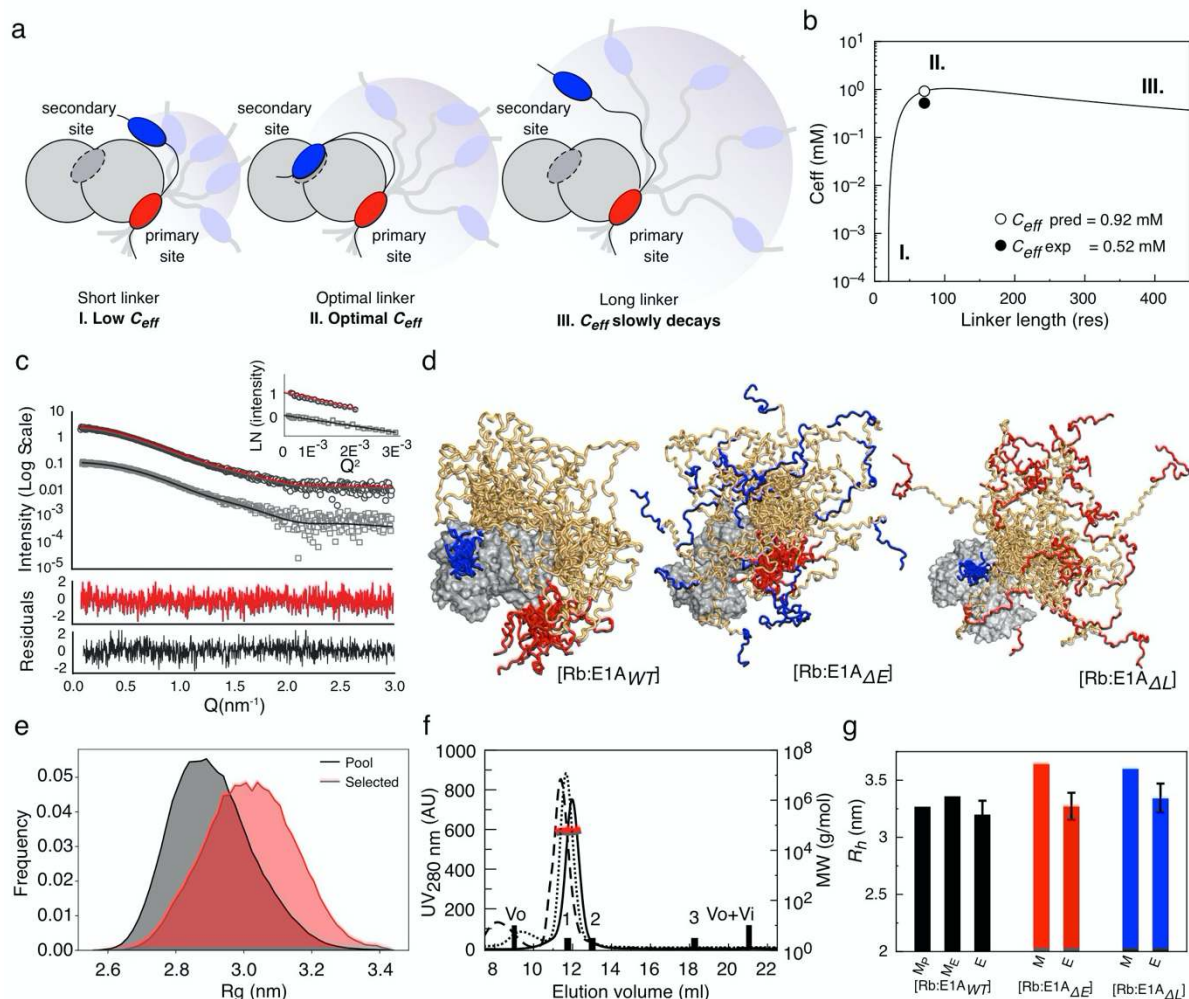 a
secondary
site
primary
site
Short linker
I. Low Ceff
secondary
site
primary
site
Optimal linker
II. Optimal Ceff
secondary
site
primary
site
Long linker
III. Ceff slowly decays
b
Ceff (mM)
10¹
10⁰
10⁻¹
10⁻²
10⁻³
10⁻⁴
I.
II.
III.
Ceff pred = 0.92 mM
Ceff exp = 0.52 mM
0 100 200 300 400
Linker length (res)
c
Intensity (Log Scale)
10
1
0.1
0.01
10⁻³
10⁻⁴
10⁻⁵
LN (intensity)
1
0
1E⁻³ 2E⁻³ 3E⁻³
Q²
Residuals
2
0
-2
2
0
-2
0.0 0.5 1.0 1.5 2.0 2.5 3.0
Q(nm⁻¹)
d
[Rb:E1AWT]
[Rb:E1AΔE]
[Rb:E1AΔL]
e
Frequency
0.05
0.04
0.03
0.02
0.01
0.00
Pool
Selected
2.6 2.8 3.0 3.2 3.4
Rg (nm)
f
UV280 nm (AU)
1000
800
600
400
200
0
Vo 1 2 3 Vo+Vi
10⁸
10⁶
10⁴
10²
10⁰
MW (g/mol)
8 10 12 14 16 18 20 22
Elution volume (ml)
g
Rh (nm)
3.5
3
2.5
2
MP ME E M E M E
[Rb:E1AWT] [Rb:E1AΔE] [Rb:E1AΔL]